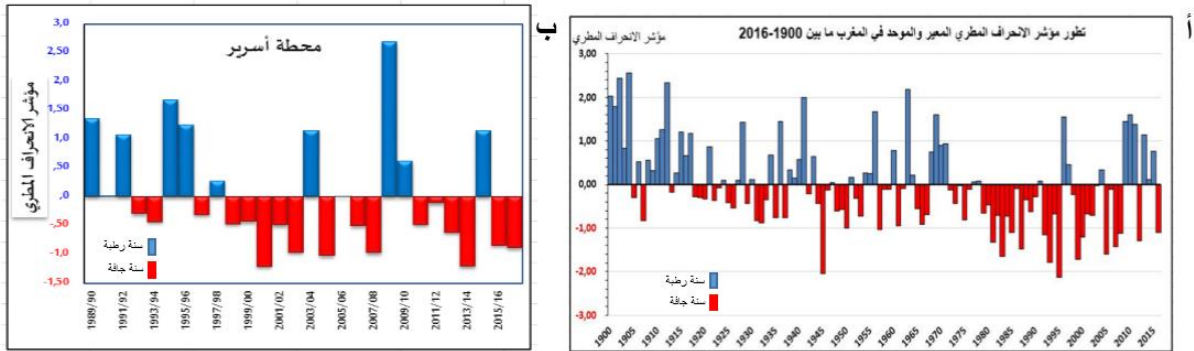 أ
تطور مؤشر الانحراف المطري المعير والموحد في المغرب ما بين 1900-2016
مؤشر الانحراف المطري
3,00
2,00
1,00
0,00
-1,00
-2,00
-3,00
سنة رطبة
سنة جافة
1900 1905 1910 1915 1920 1925 1930 1935 1940 1945 1950 1955 1960 1965 1970 1975 1980 1985 1990 1995 2000 2005 2010 2015
ب
محطة أسرير
مؤشر الانحراف المطري
3,0
2,50
2,0
1,50
1,0
,50
,0
-,50
-1,0
-1,50
سنة رطبة
سنة جافة
1989/90 1991/92 1993/94 1995/96 1997/98 1999/00 2001/02 2003/04 2005/06 2007/08 2009/10 2011/12 2013/14 2015/16